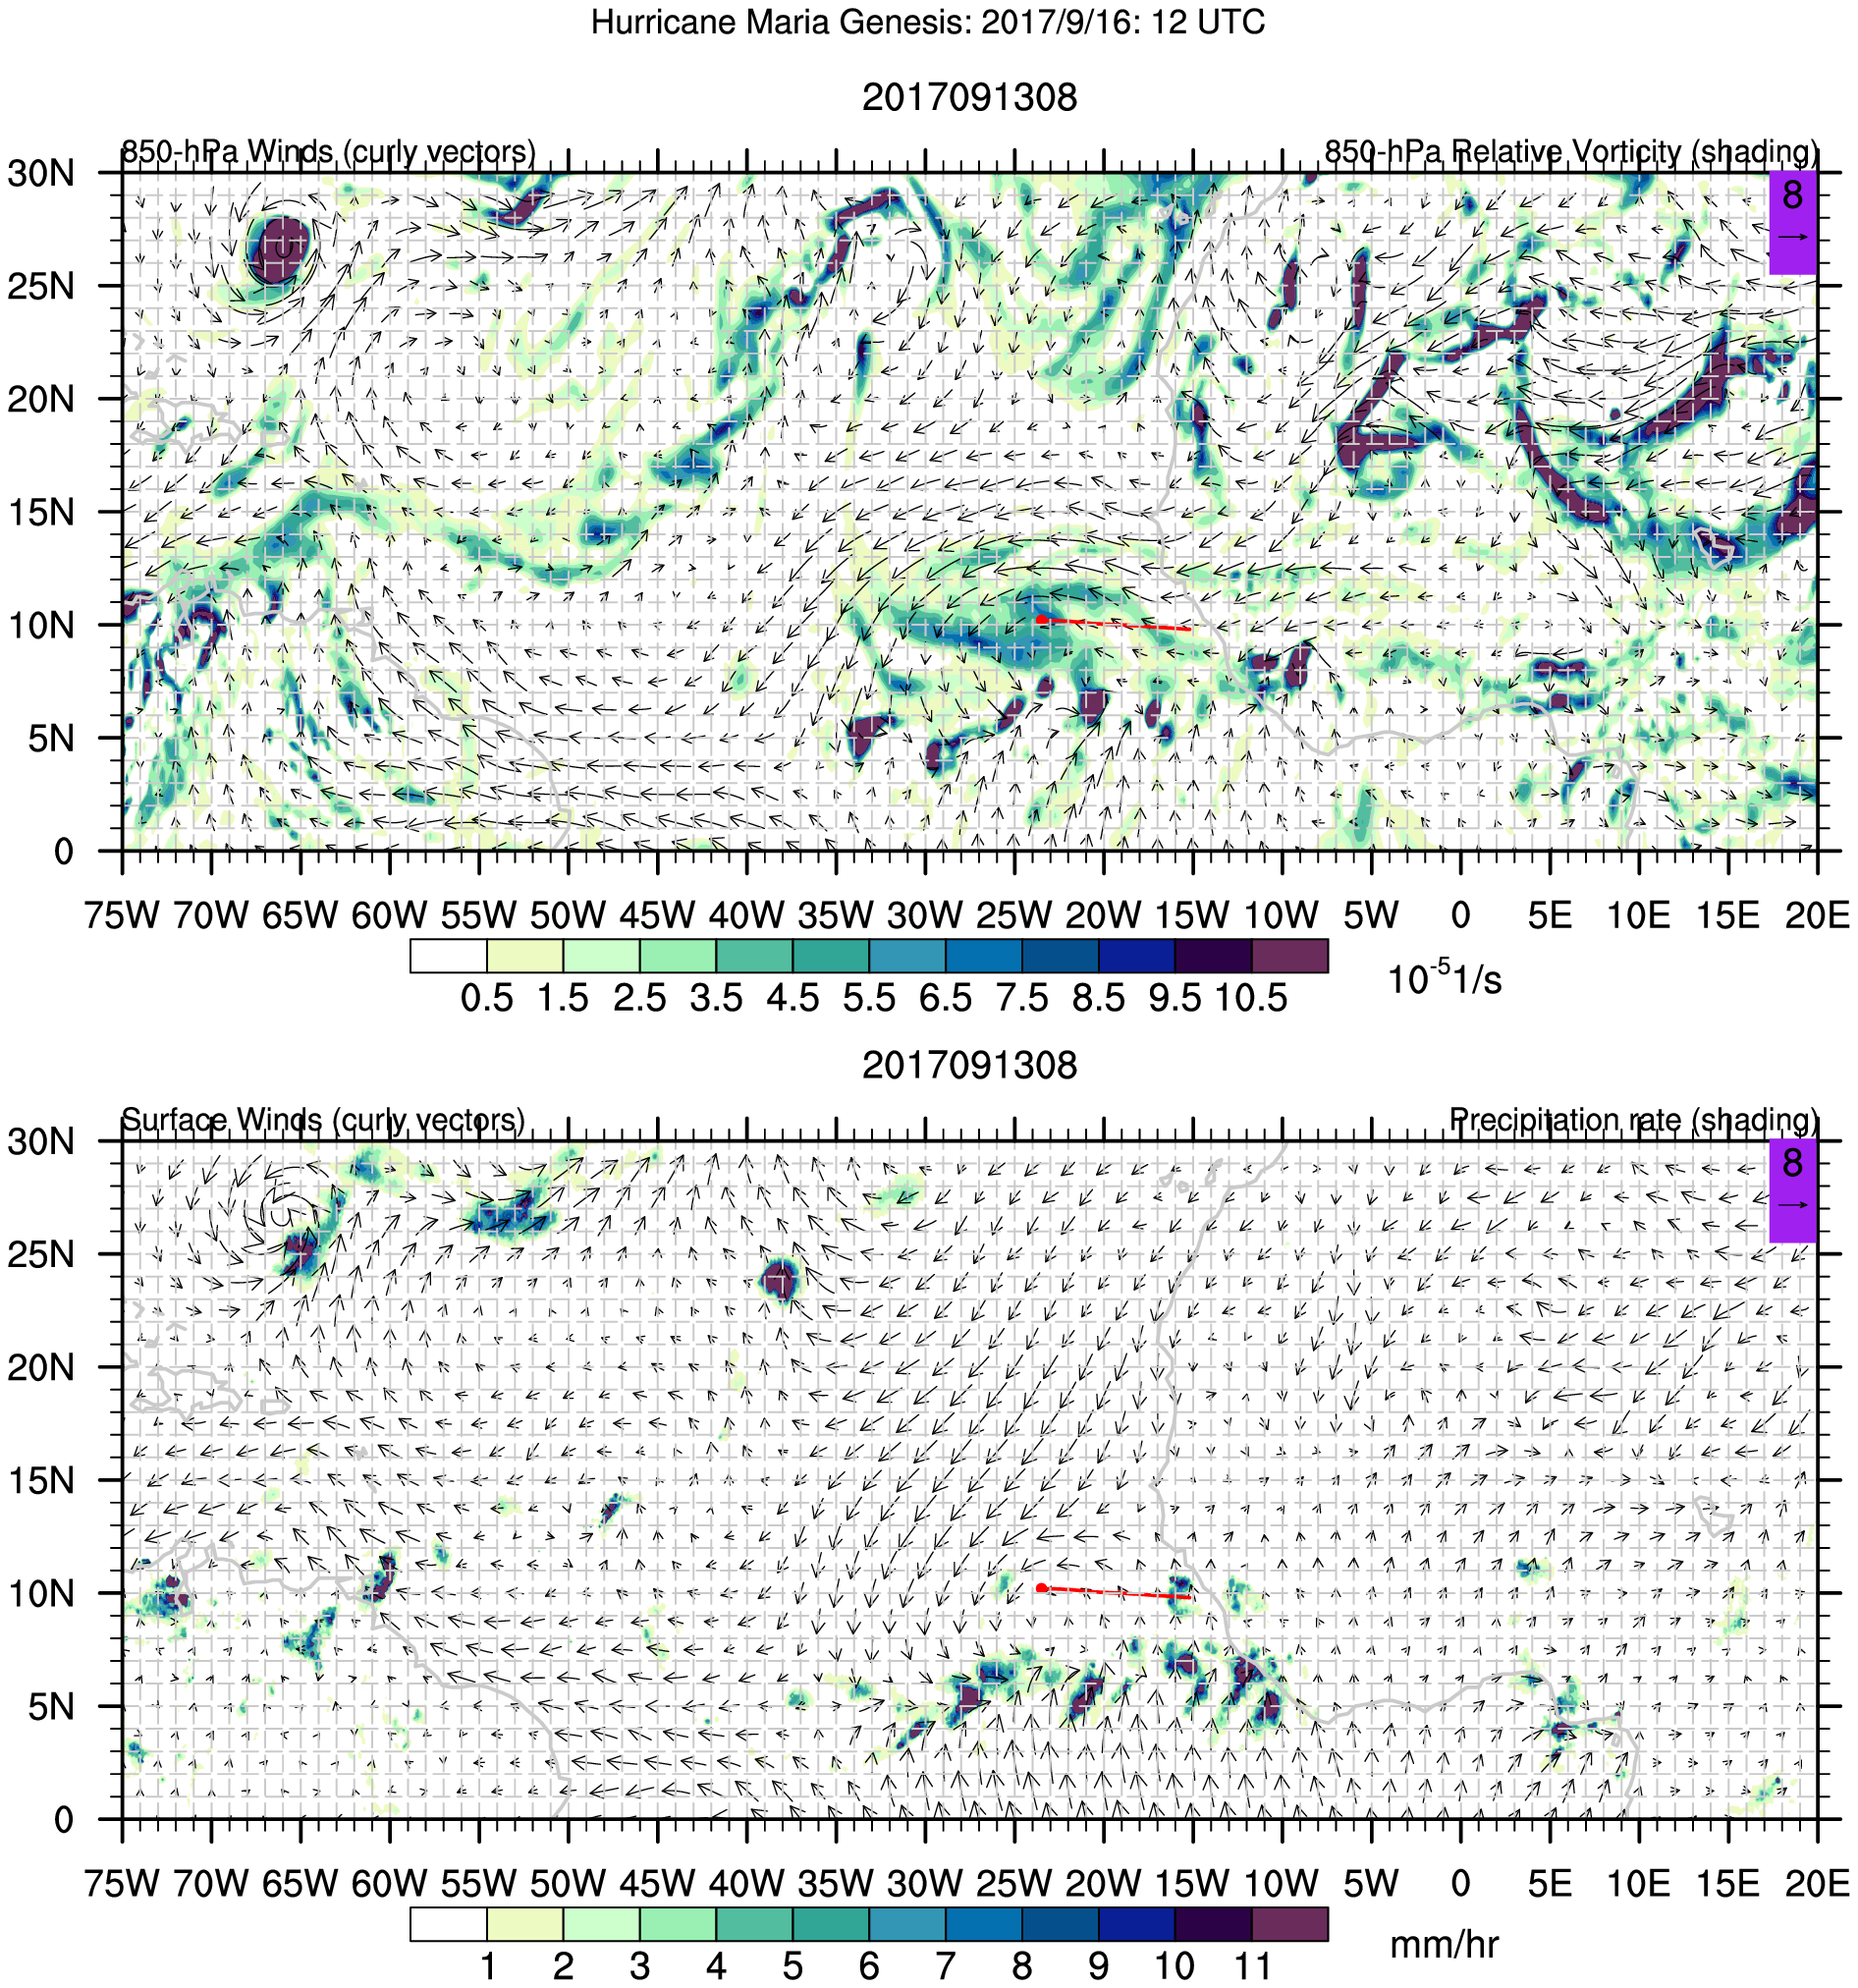 Hurricane Maria Genesis: 2017/9/16: 12 UTC
2017091308
850-hPa Winds (curly vectors) 850-hPa Relative Vorticity (shading)
8
30N
25N
20N
15N
10N
5N
0
75W 70W 65W 60W 55W 50W 45W 40W 35W 30W 25W 20W 15W 10W 5W 0 5E 10E 15E 20E
0.5 1.5 2.5 3.5 4.5 5.5 6.5 7.5 8.5 9.5 10.5
10⁻⁵1/s
2017091308
Surface Winds (curly vectors) Precipitation rate (shading)
8
30N
25N
20N
15N
10N
5N
0
75W 70W 65W 60W 55W 50W 45W 40W 35W 30W 25W 20W 15W 10W 5W 0 5E 10E 15E 20E
1 2 3 4 5 6 7 8 9 10 11
mm/hr